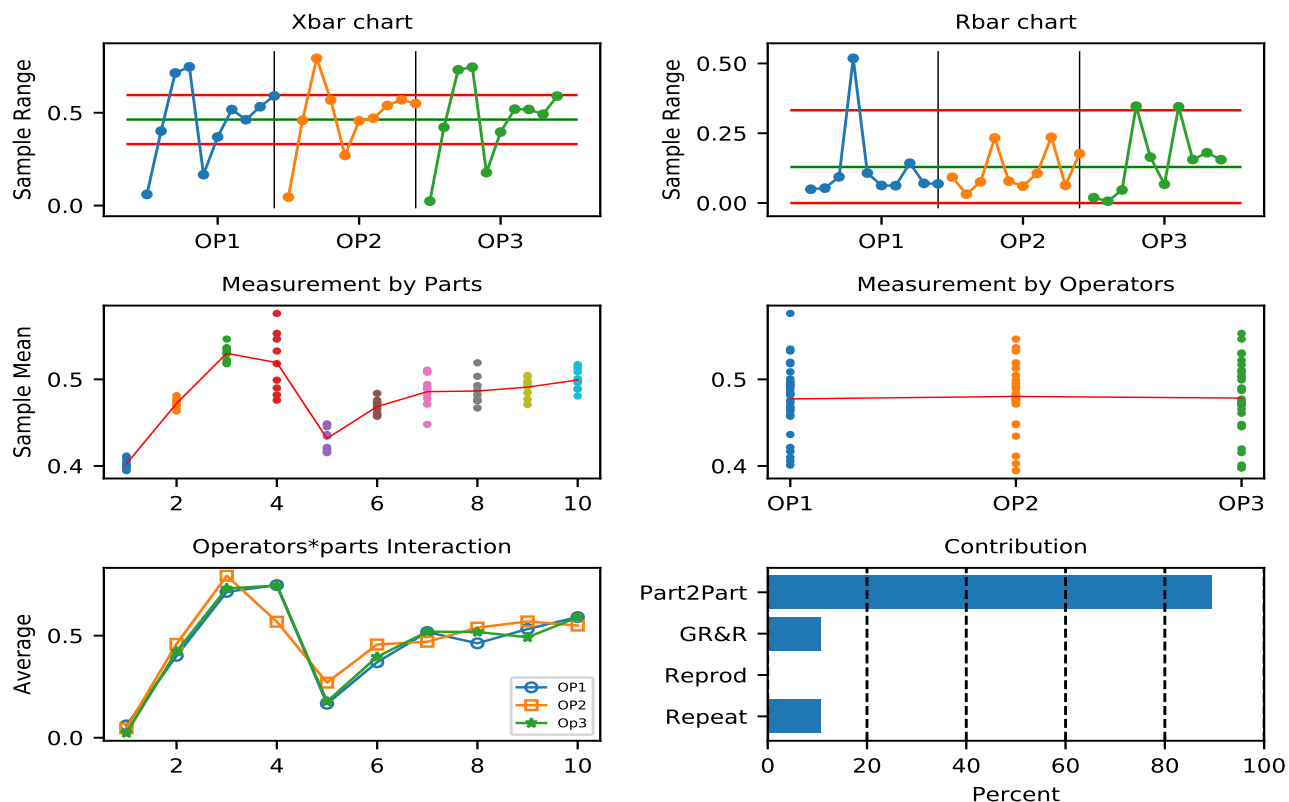 Xbar chart
Sample Range
0.5
0.0
OP1 OP2 OP3
Rbar chart
Sample Range
0.50
0.25
0.00
OP1 OP2 OP3
Measurement by Parts
Sample Mean
0.5
0.4
2 4 6 8 10
Measurement by Operators
0.5
0.4
OP1 OP2 OP3
Operators*parts Interaction
Average
0.5
0.0
2 4 6 8 10
OP1
OP2
Op3
Contribution
Part2Part
GR&R
Reprod
Repeat
0 20 40 60 80 100
Percent